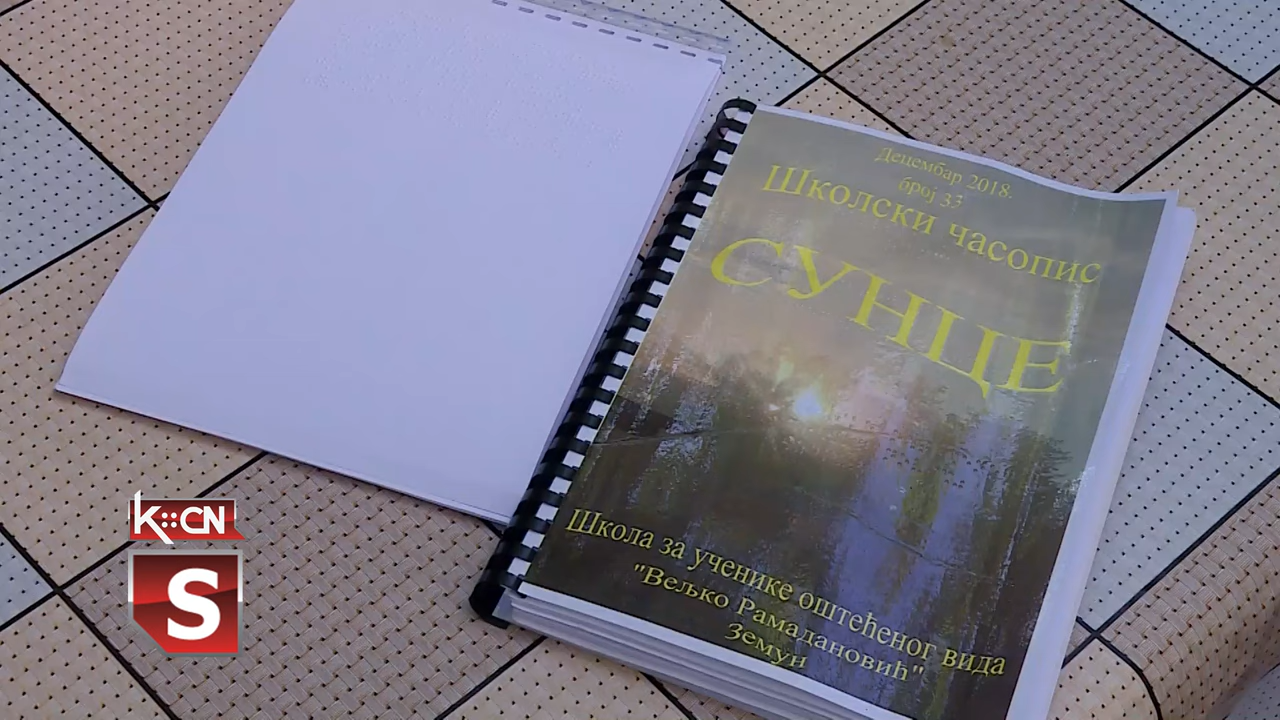 Децембар 2018.
број 33
Школски часопис
СУНЦЕ
Школа за ученике оштећеног вида
"Вељко Рамадановић"
Земун
K::CN
S